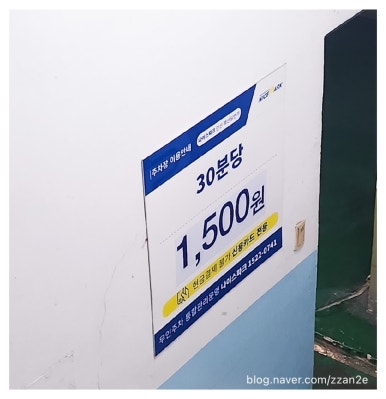 NICE PARK
주차장 이용안내
30분당
1,500원
현금결제 불가 신용카드 전용
무인주차 통합관리운영 나이스파크 1522-0741
blog.naver.com/zzan2e